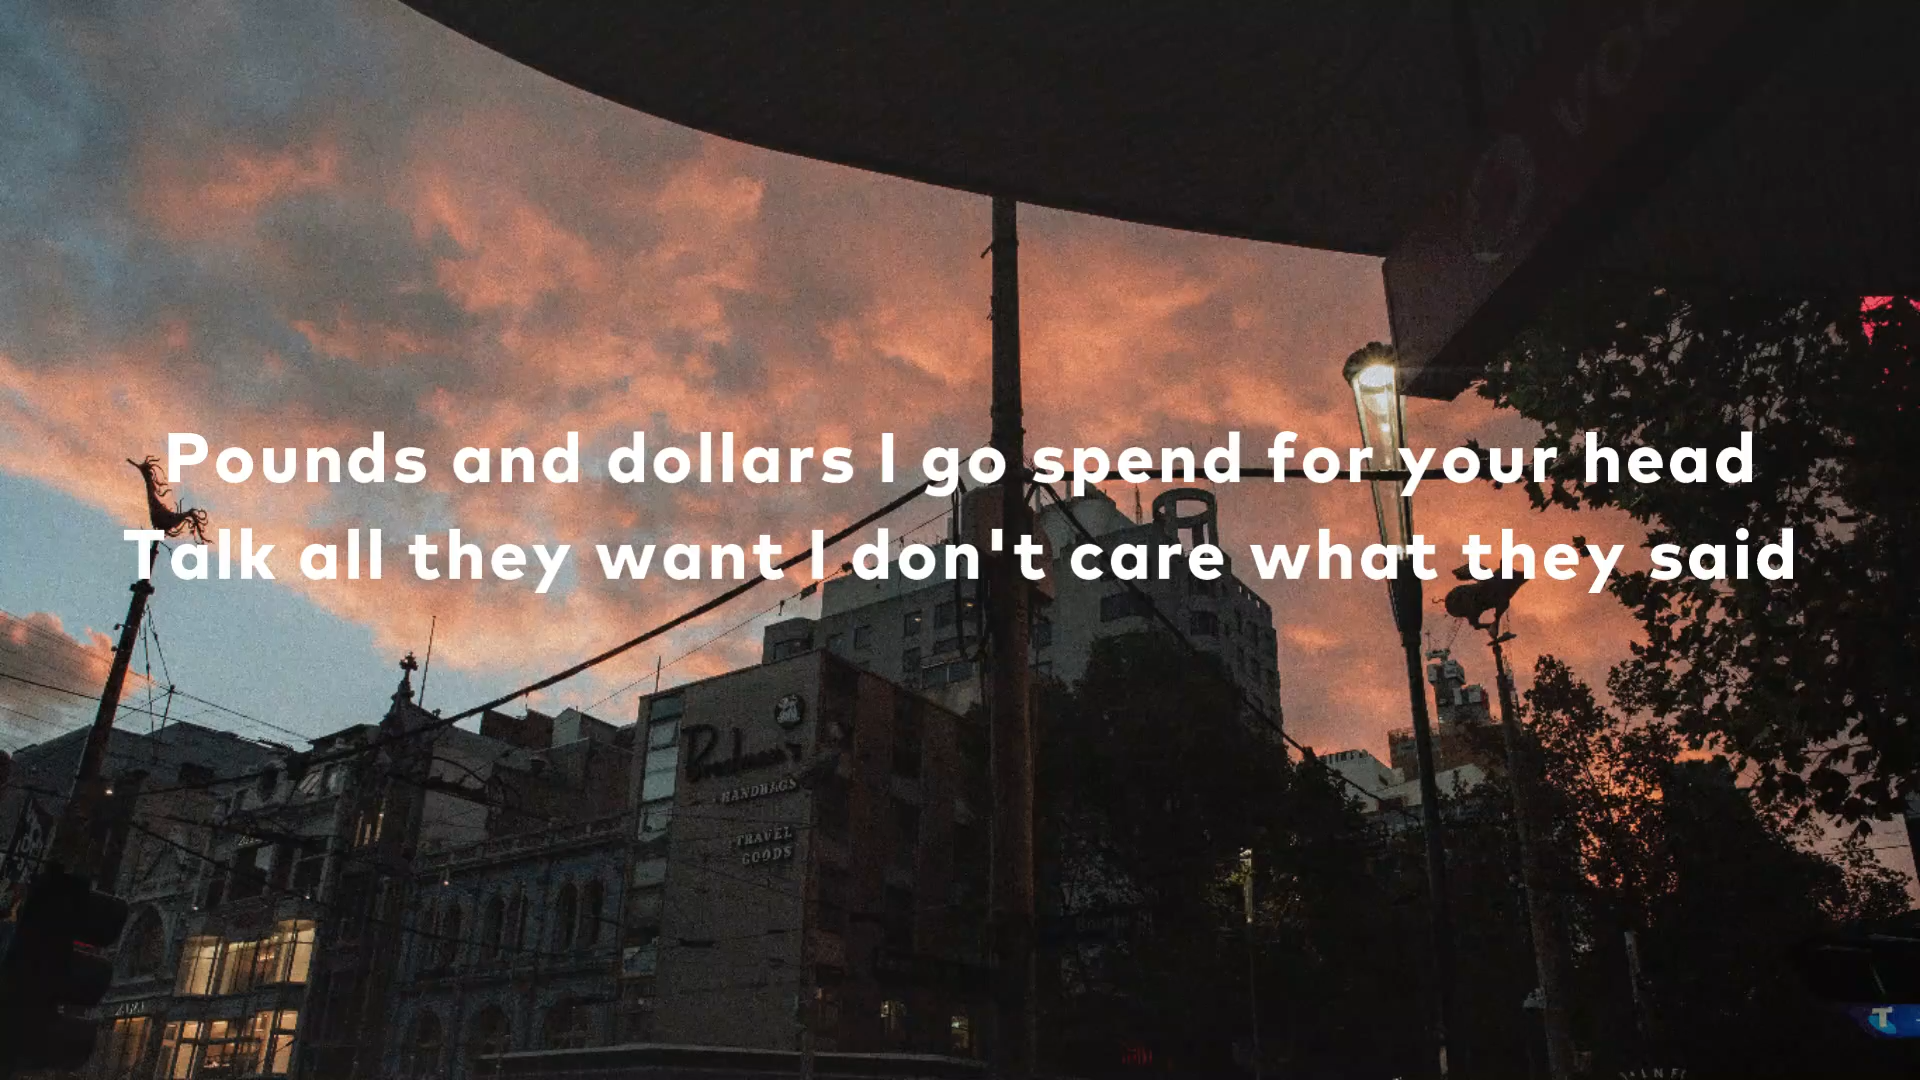 Pounds and dollars I go spend for your head
Talk all they want I don't care what they said
HANDBAGS
TRAVEL
GOODS
ZARA
T